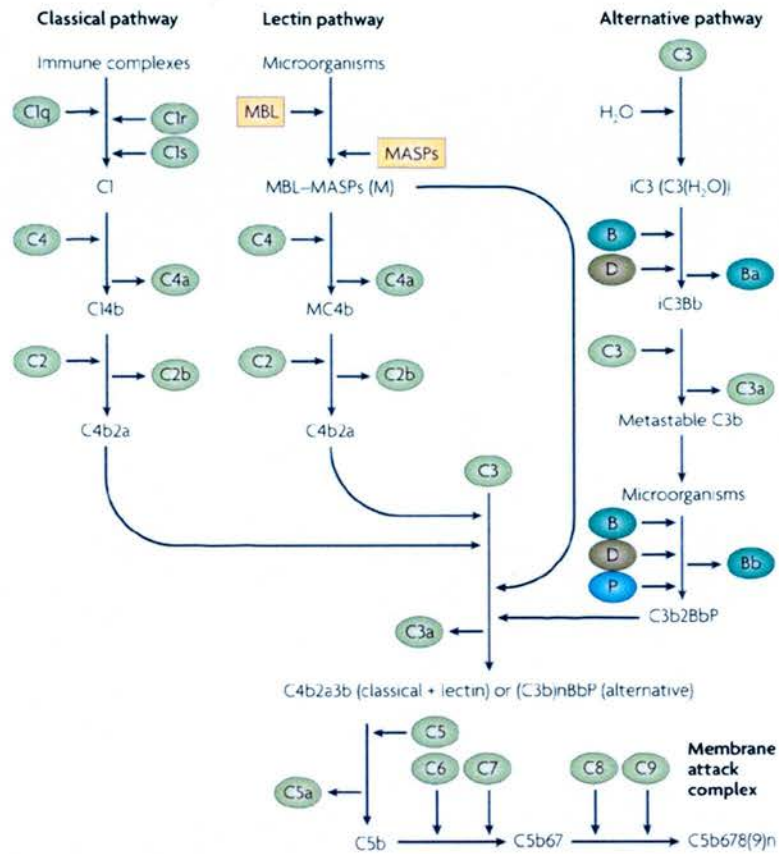 Classical pathway
Lectin pathway
Alternative pathway
Immune complexes
Microorganisms
C3
C1q
C1r
C1s
MBL
MASPs
H₂O
C1
MBL–MASPs (M)
iC3 (C3(H₂O))
C4
C4a
C4
C4a
B
D
Ba
C14b
MC4b
iC3Bb
C2
C2b
C2
C2b
C3
C3a
C4b2a
C4b2a
Metastable C3b
C3
Microorganisms
B
D
P
Bb
C3b2BbP
C3a
C4b2a3b (classical + lectin) or (C3b)nBbP (alternative)
C5
C6
C7
C8
C9
Membrane
attack
complex
C5a
C5b
C5b67
C5b678(9)n